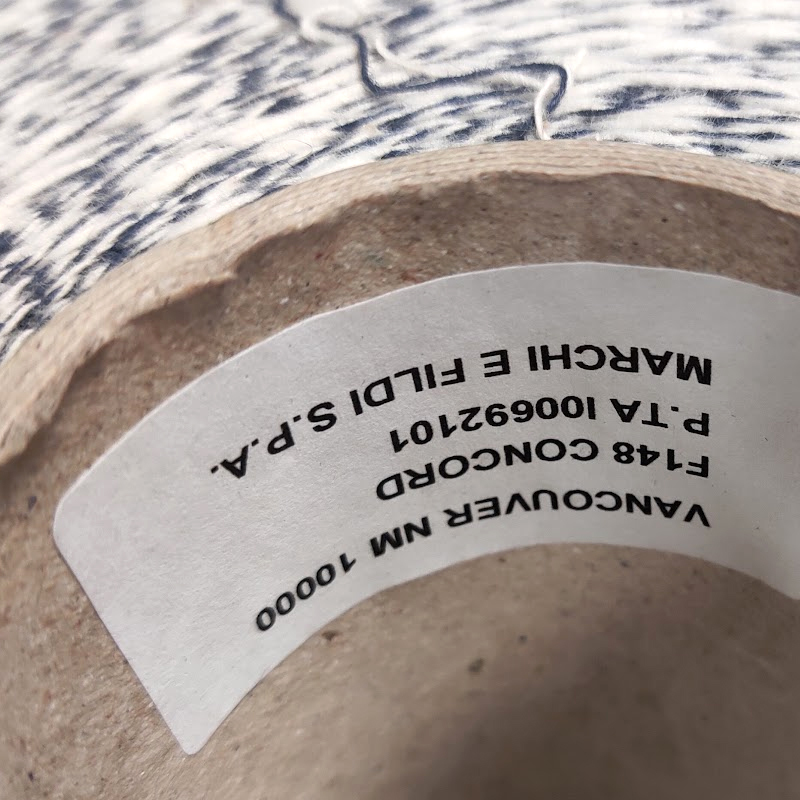 MARCHI E FILDI S.P.A.
P.TA I00692101
F148 CONCORD
VANCOUVER NM 10000